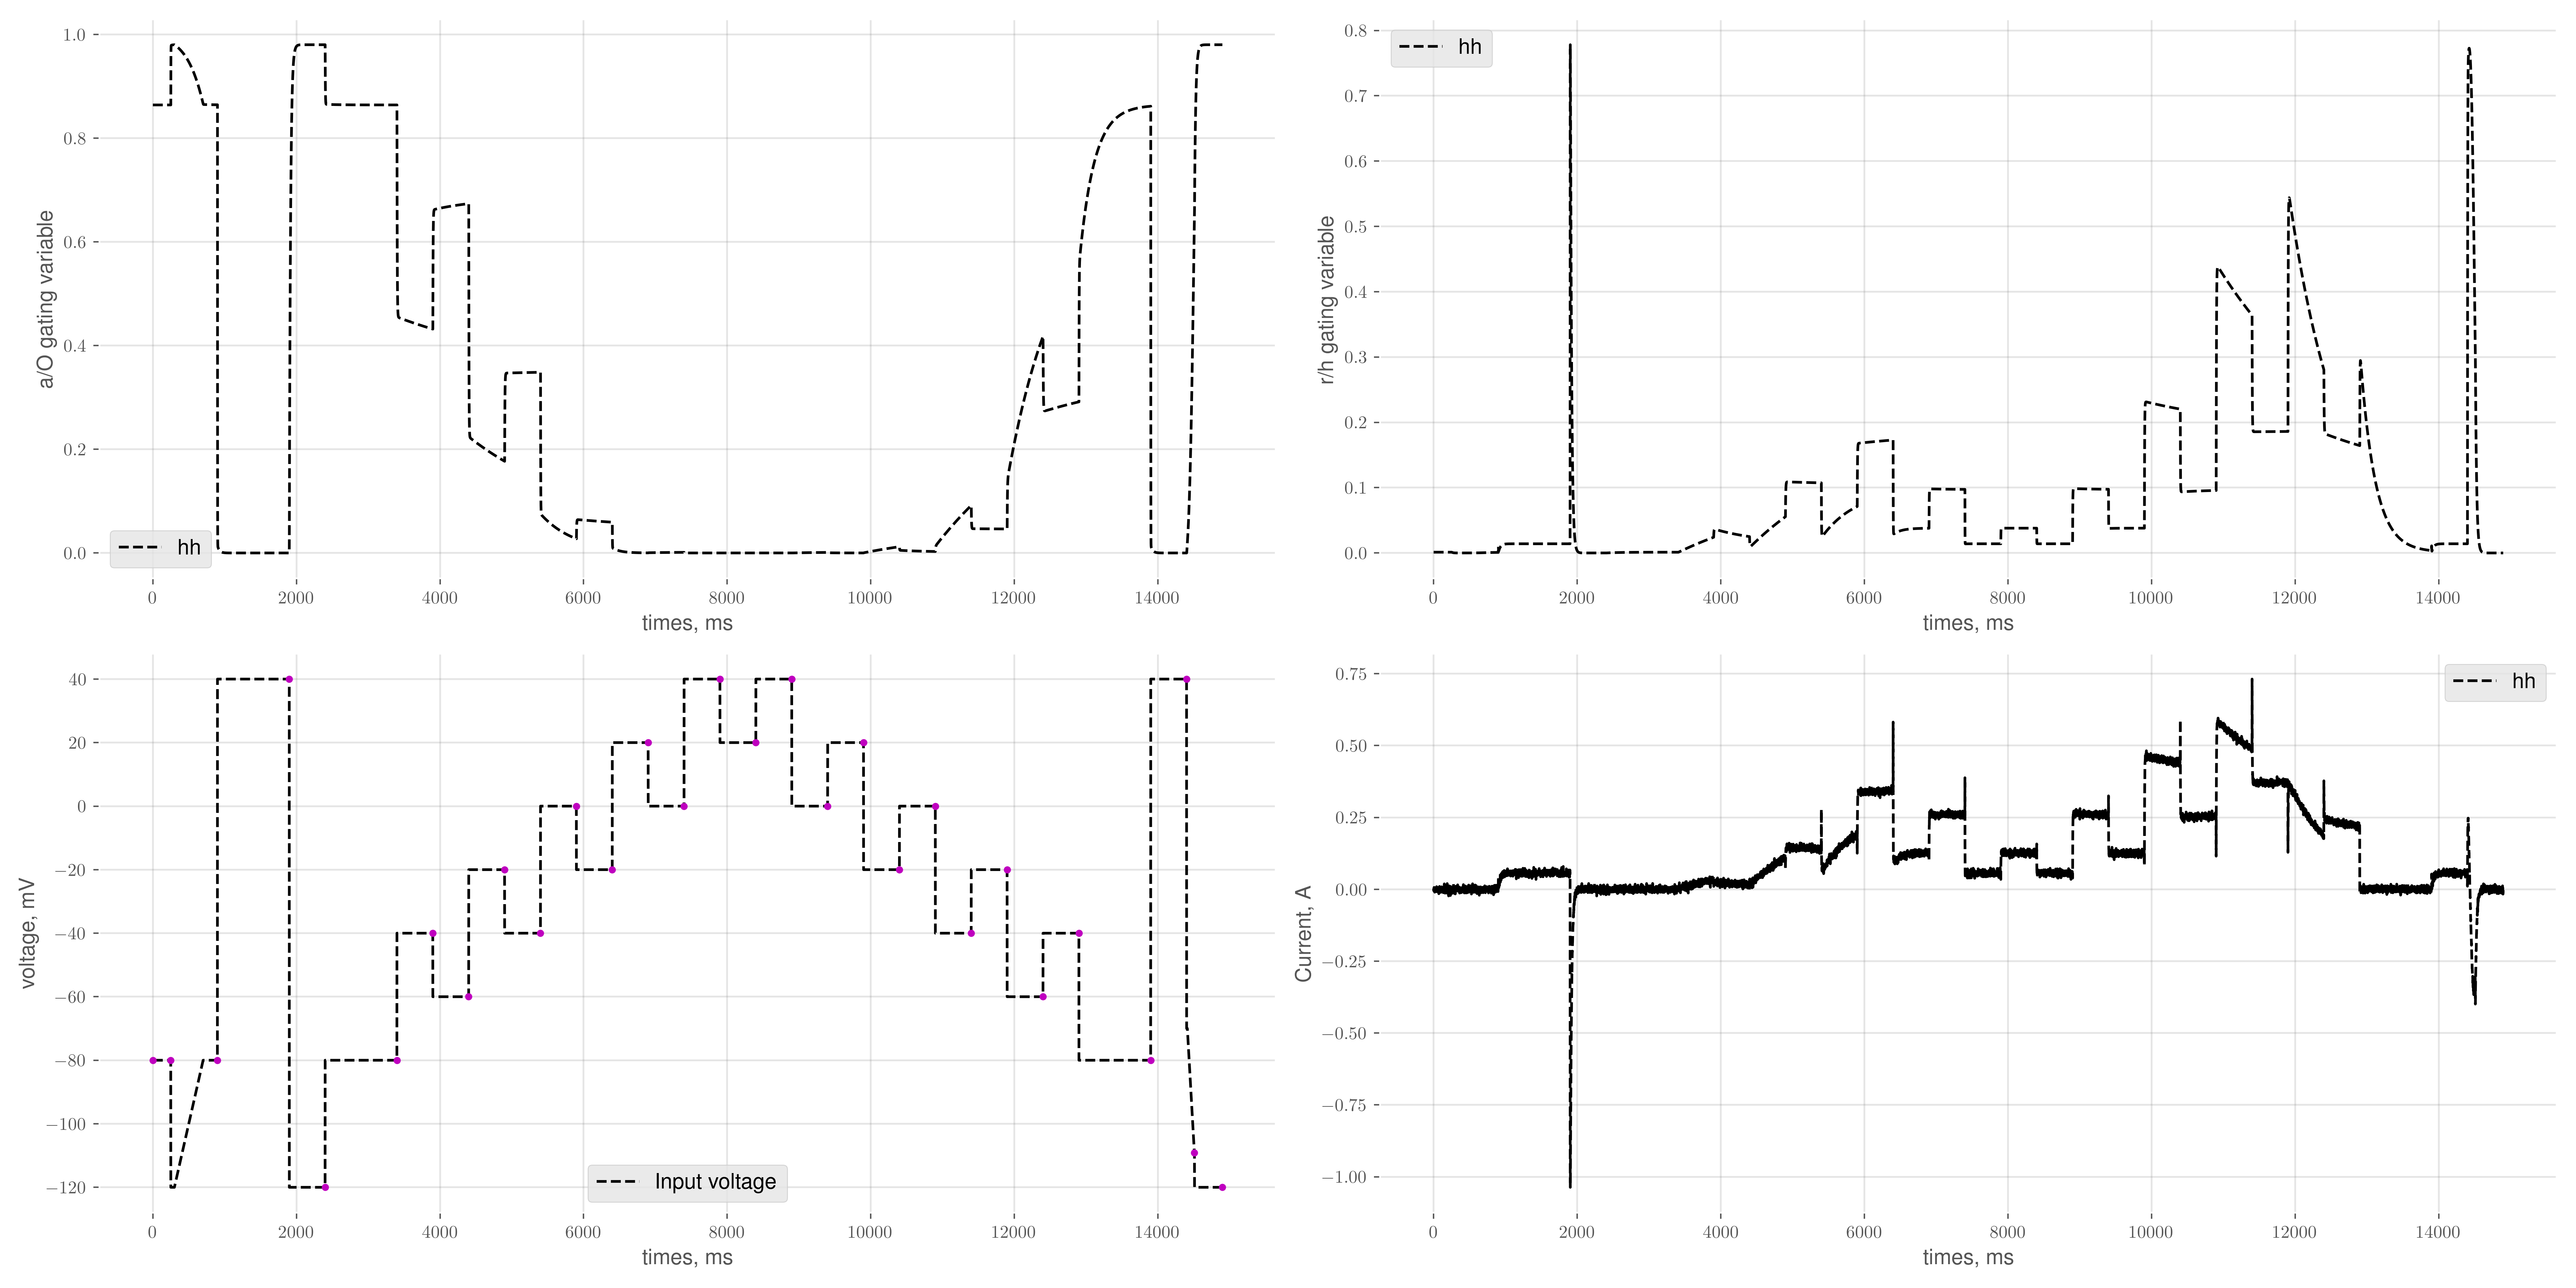 a/O gating variable
1.0
0.8
0.6
0.4
0.2
0.0
hh
0 2000 4000 6000 8000 10000 12000 14000
times, ms
r/h gating variable
0.8
0.7
0.6
0.5
0.4
0.3
0.2
0.1
0.0
hh
0 2000 4000 6000 8000 10000 12000 14000
times, ms
voltage, mV
40
20
0
−20
−40
−60
−80
−100
−120
Input voltage
0 2000 4000 6000 8000 10000 12000 14000
times, ms
Current, A
0.75
0.50
0.25
0.00
−0.25
−0.50
−0.75
−1.00
hh
0 2000 4000 6000 8000 10000 12000 14000
times, ms